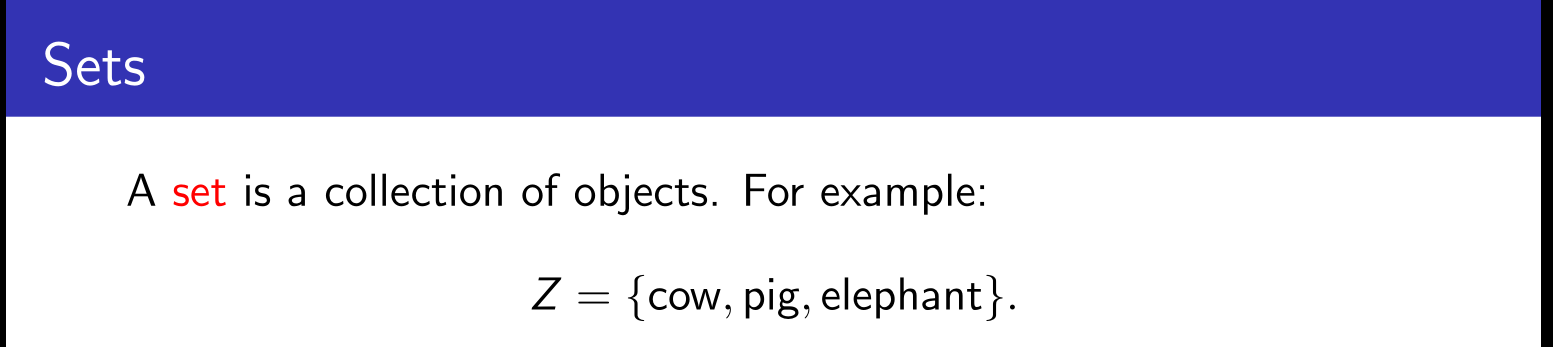 Sets
A set is a collection of objects. For example:
Z = {cow, pig, elephant}.